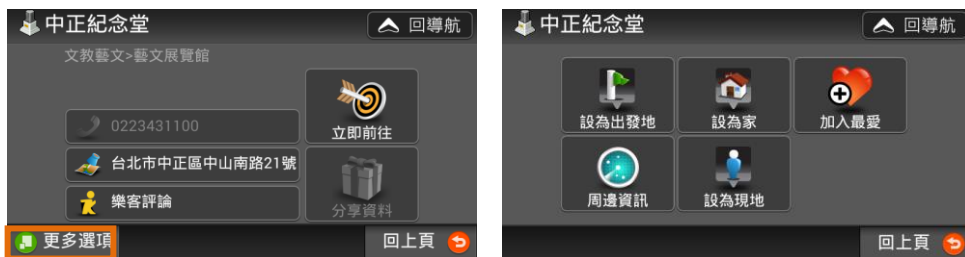 中正紀念堂
回導航
文教藝文>藝文展覽館
0223431100
立即前往
台北市中正區中山南路21號
樂客評論
分享資料
更多選項
回上頁
中正紀念堂
回導航
設為出發地
設為家
加入最愛
周邊資訊
設為現地
回上頁